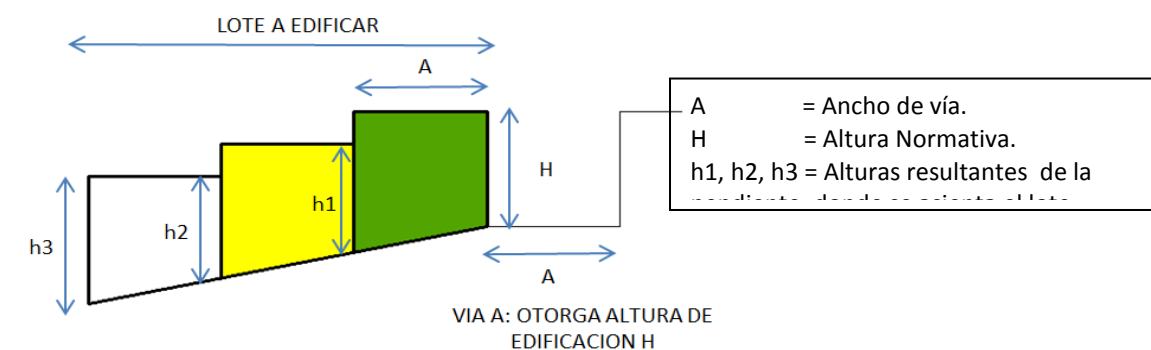 LOTE A EDIFICAR
A
A = Ancho de vía.
H = Altura Normativa.
h1, h2, h3 = Alturas resultantes de la
H
h1
h2
h3
A
VIA A: OTORGA ALTURA DE
EDIFICACION H